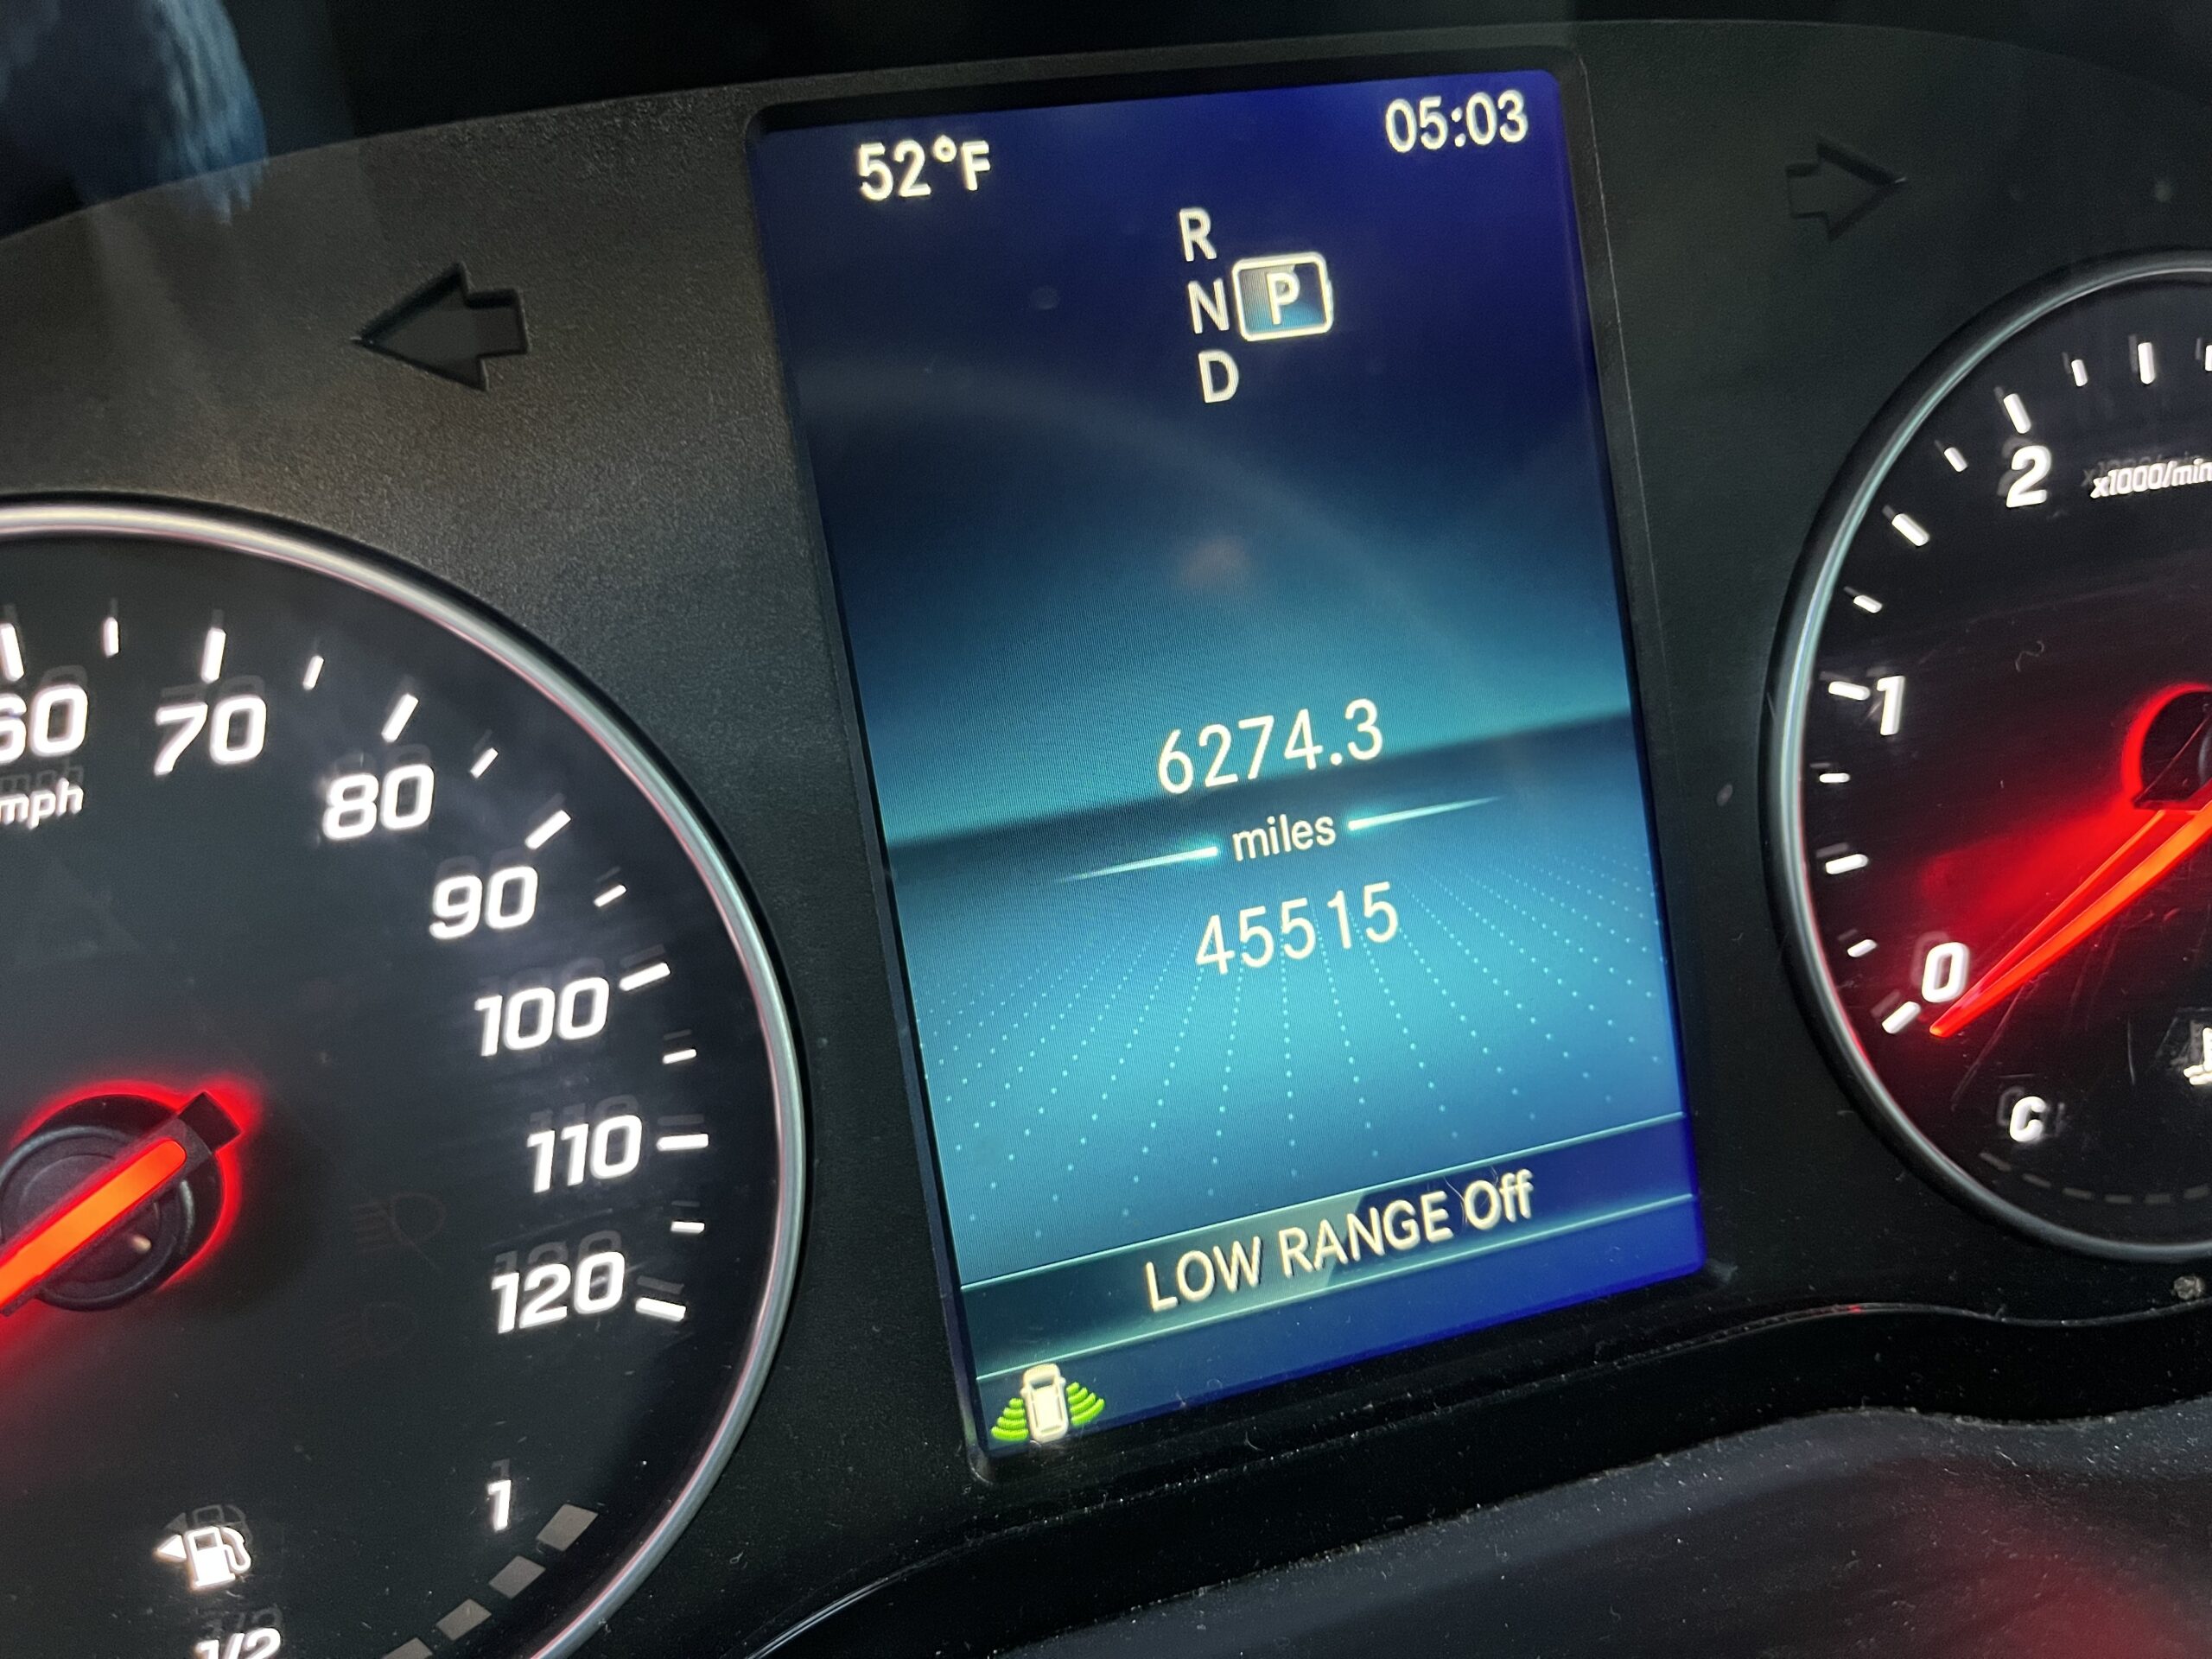 52°F
05:03
R
N P
D
6274.3
miles
45515
LOW RANGE Off
60
70
80
90
100
110
120
mph
1
1/2
2
x1000/min
1
0
C